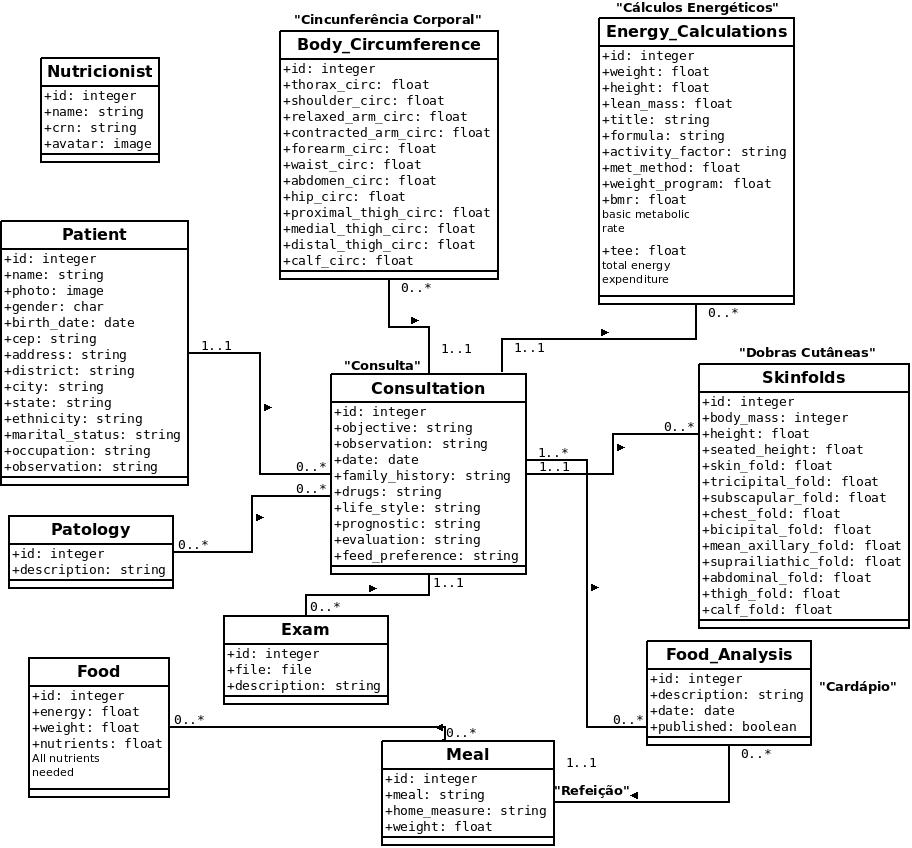 "Cincunferência Corporal"
Body_Circumference
+id: integer
+thorax_circ: float
+shoulder_circ: float
+relaxed_arm_circ: float
+contracted_arm_circ: float
+forearm_circ: float
+waist_circ: float
+abdomen_circ: float
+hip_circ: float
+proximal_thigh_circ: float
+medial_thigh_circ: float
+distal_thigh_circ: float
+calf_circ: float
0..*
1..1
"Cálculos Energéticos"
Energy_Calculations
+id: integer
+weight: float
+height: float
+lean_mass: float
+title: string
+formula: string
+activity_factor: string
+met_method: float
+weight_program: float
+bmr: float
basic metabolic
rate
+tee: float
total energy
expenditure
0..*
1..1
Nutricionist
+id: integer
+name: string
+crn: string
+avatar: image
Patient
+id: integer
+name: string
+photo: image
+gender: char
+birth_date: date
+cep: string
+address: string
+district: string
+city: string
+state: string
+ethnicity: string
+marital_status: string
+occupation: string
+observation: string
1..1
0..*
"Consulta"
Consultation
+id: integer
+objective: string
+observation: string
+date: date
+family_history: string
+drugs: string
+life_style: string
+prognostic: string
+evaluation: string
+feed_preference: string
1..*
1..1
0..*
"Dobras Cutâneas"
Skinfolds
+id: integer
+body_mass: integer
+height: float
+seated_height: float
+skin_fold: float
+tricipital_fold: float
+subscapular_fold: float
+chest_fold: float
+bicipital_fold: float
+mean_axillary_fold: float
+suprailiathic_fold: float
+abdominal_fold: float
+thigh_fold: float
+calf_fold: float
Patology
+id: integer
+description: string
0..*
0..*
1..1
0..*
Exam
+id: integer
+file: file
+description: string
Food_Analysis
+id: integer
+description: string
+date: date
+published: boolean
"Cardápio"
0..*
0..*
Food
+id: integer
+energy: float
+weight: float
+nutrients: float
All nutrients
needed
0..*
0..*
Meal
+id: integer
+meal: string
+home_measure: string
+weight: float
1..1
"Refeição"